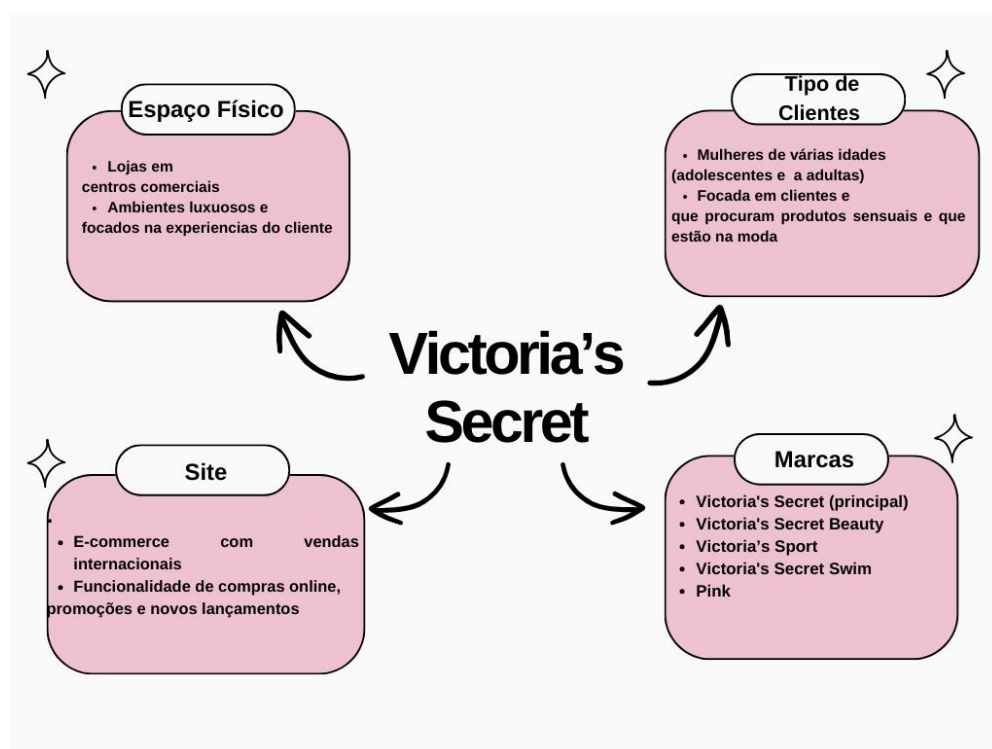 Espaço Físico
• Lojas em
centros comerciais
• Ambientes luxuosos e
focados na experiencias do cliente
Tipo de
Clientes
• Mulheres de várias idades
(adolescentes e a adultas)
• Focada em clientes e
que procuram produtos sensuais e que
estão na moda
Victoria’s
Secret
Site
.
• E-commerce com vendas
internacionais
• Funcionalidade de compras online,
promoções e novos lançamentos
Marcas
• Victoria's Secret (principal)
• Victoria's Secret Beauty
• Victoria’s Sport
• Victoria's Secret Swim
• Pink